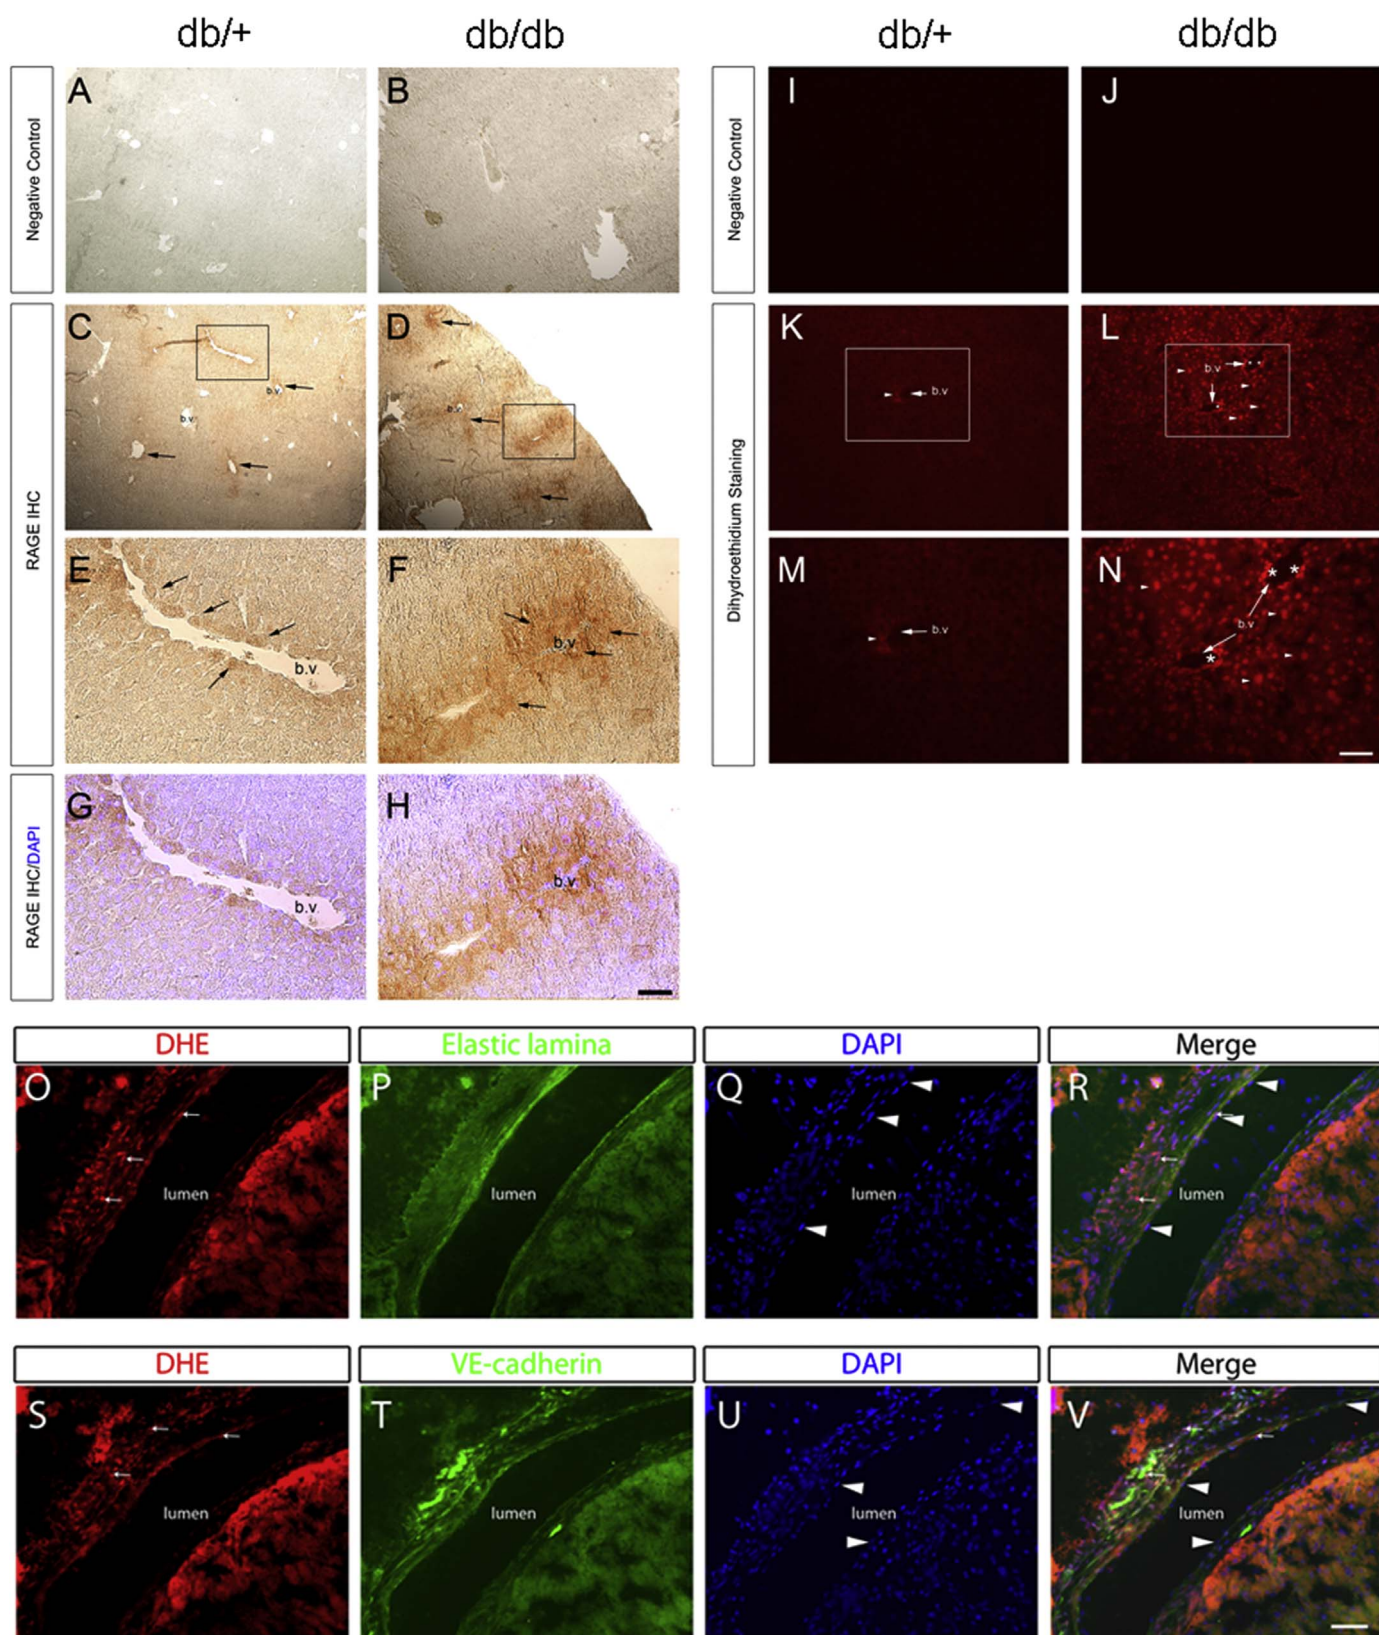 db/+
db/db
db/+
db/db
Negative Control
A
B
Negative Control
I
J
RAGE IHC
C
b.v
b.v
D
b.v
Dihydroethidium Staining
K
b.v
L
b.v
E
b.v
F
b.v
M
b.v
N
b.v
* *
*
RAGE IHC/DAPI
G
b.v
H
b.v
DHE
Elastic lamina
DAPI
Merge
O
lumen
P
lumen
Q
lumen
R
lumen
DHE
VE-cadherin
DAPI
Merge
S
lumen
T
lumen
U
lumen
V
lumen